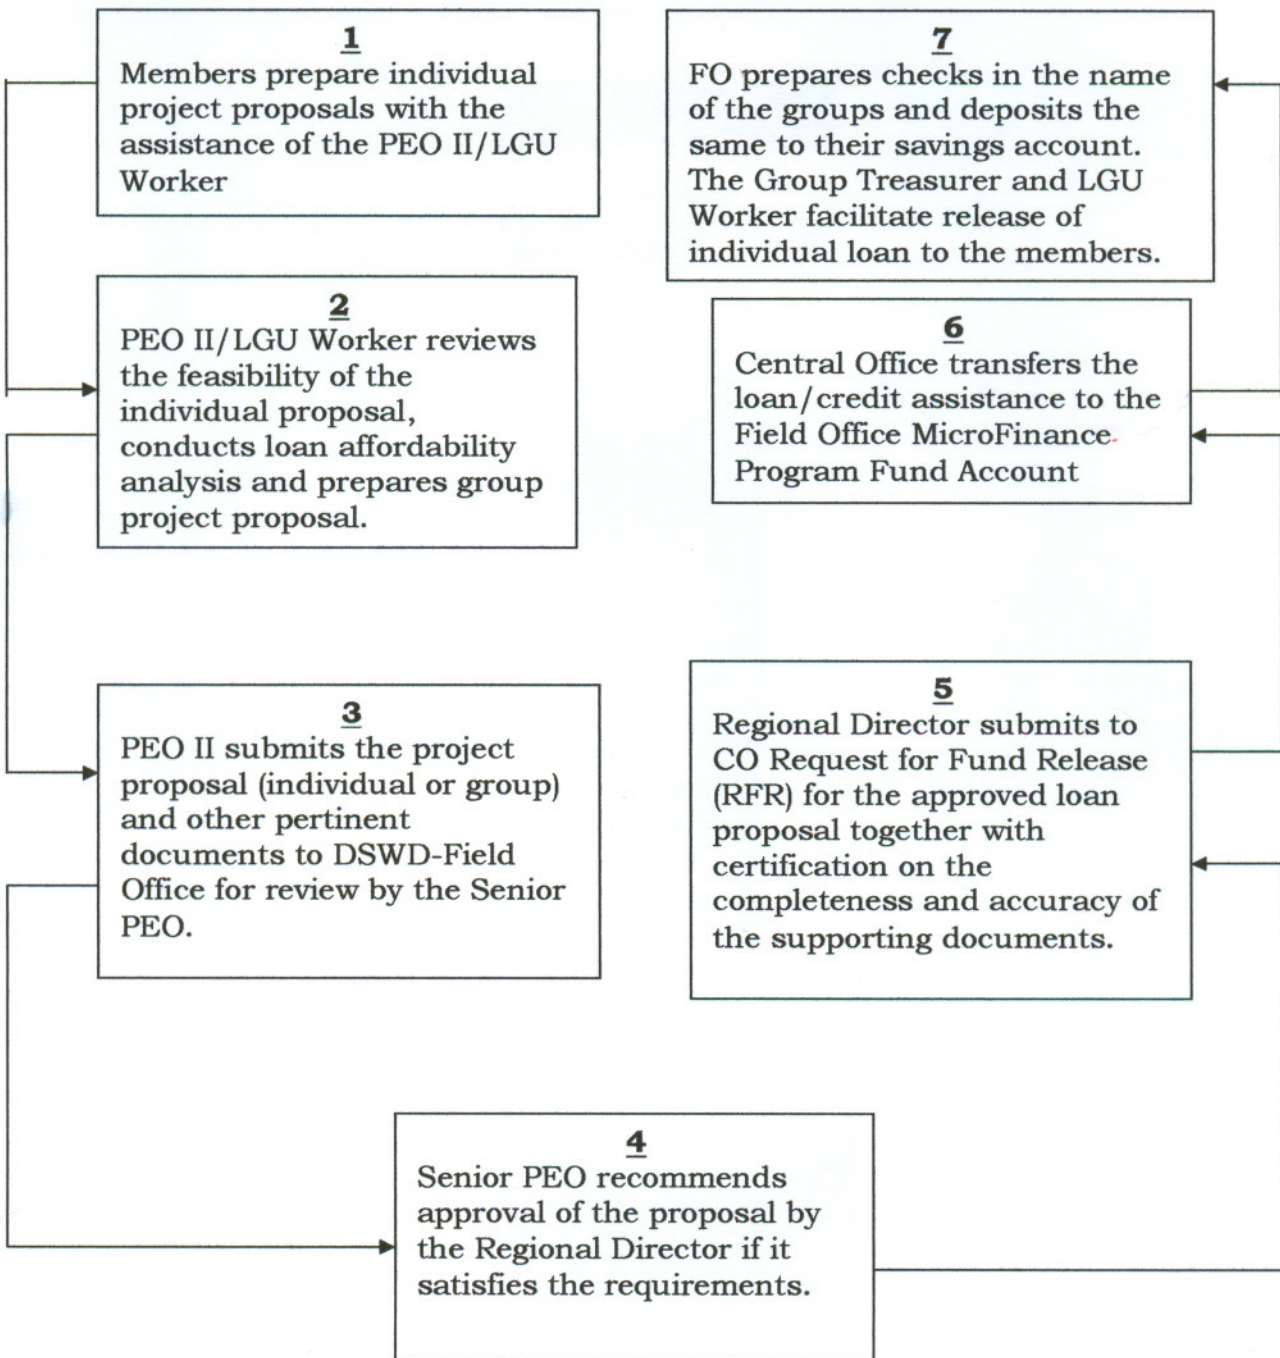 1
Members prepare individual
project proposals with the
assistance of the PEO II/LGU
Worker
2
PEO II/LGU Worker reviews
the feasibility of the
individual proposal,
conducts loan affordability
analysis and prepares group
project proposal.
3
PEO II submits the project
proposal (individual or group)
and other pertinent
documents to DSWD-Field
Office for review by the Senior
PEO.
4
Senior PEO recommends
approval of the proposal by
the Regional Director if it
satisfies the requirements.
5
Regional Director submits to
CO Request for Fund Release
(RFR) for the approved loan
proposal together with
certification on the
completeness and accuracy of
the supporting documents.
6
Central Office transfers the
loan/credit assistance to the
Field Office MicroFinance
Program Fund Account
7
FO prepares checks in the name
of the groups and deposits the
same to their savings account.
The Group Treasurer and LGU
Worker facilitate release of
individual loan to the members.